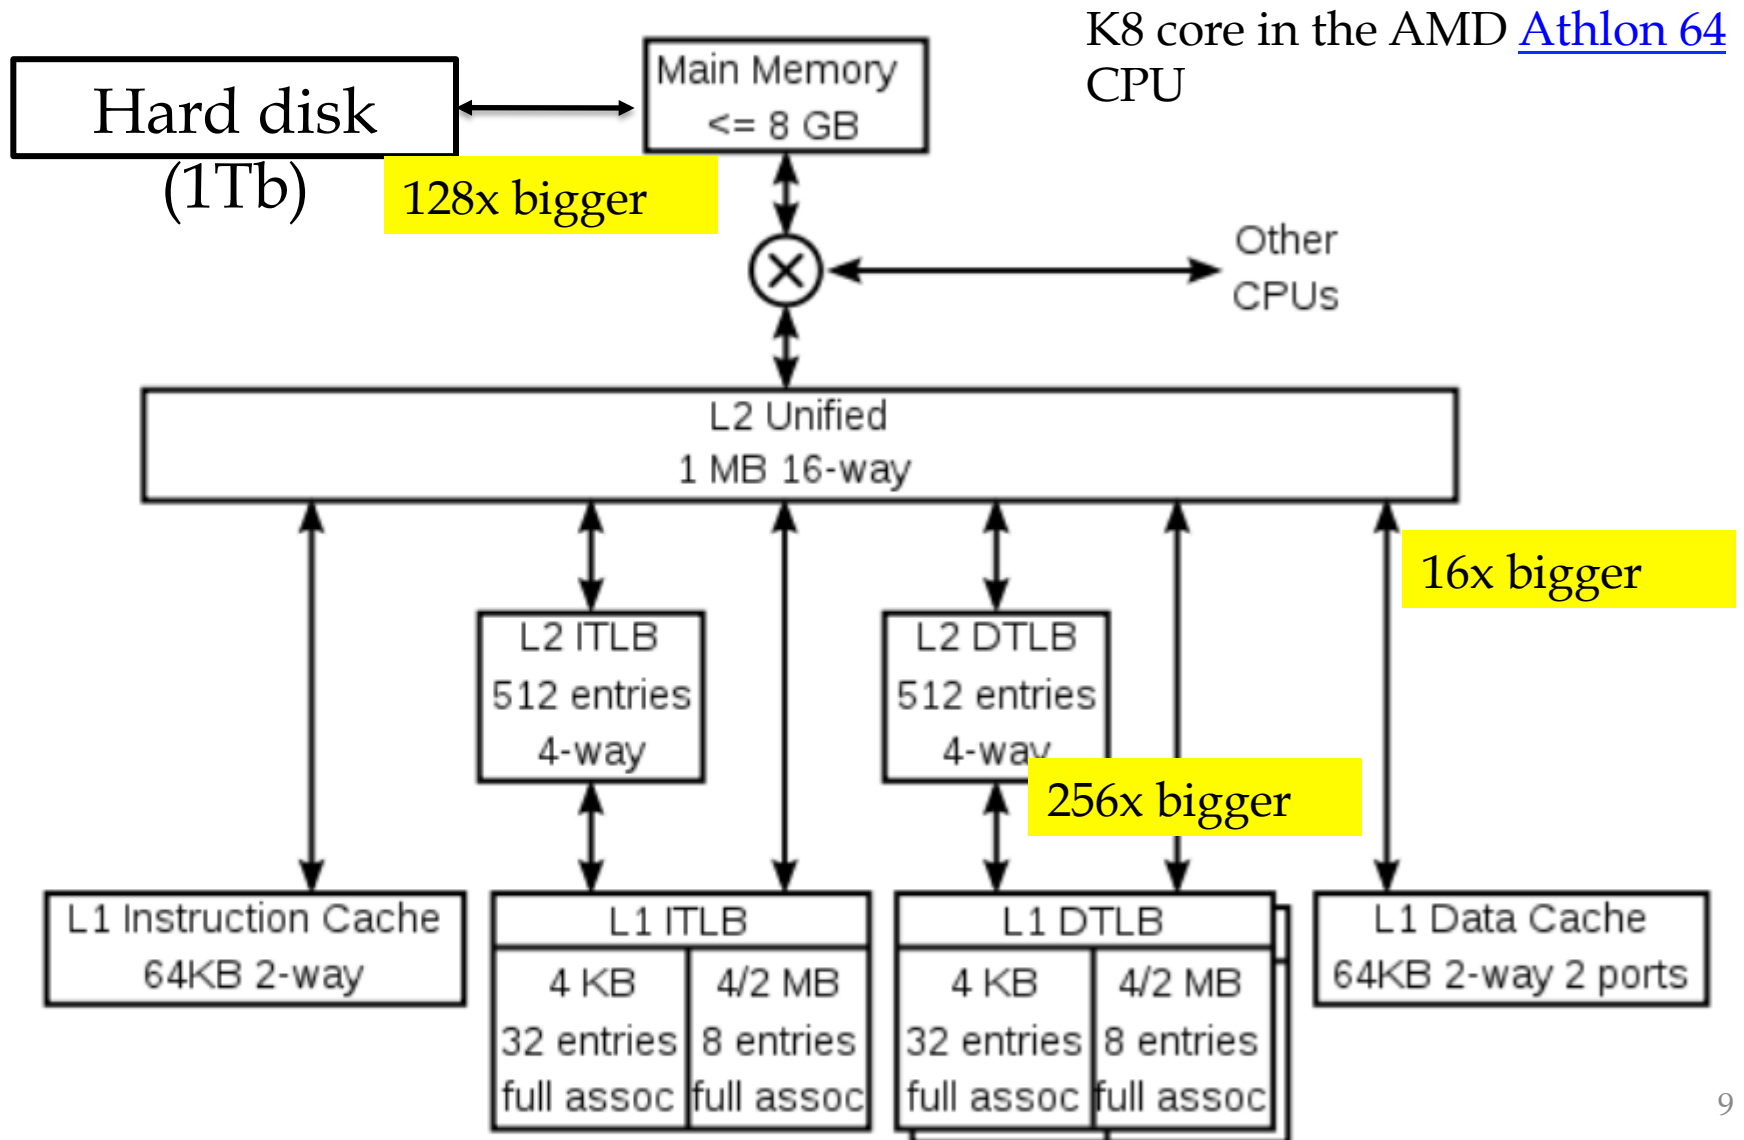 K8 core in the AMD Athlon 64
CPU
Hard disk
(1Tb)
Main Memory
<= 8 GB
128x bigger
Other
CPUs
L2 Unified
1 MB 16-way
16x bigger
L2 ITLB
512 entries
4-way
L2 DTLB
512 entries
4-way
256x bigger
L1 Instruction Cache
64KB 2-way
L1 ITLB
4 KB
32 entries
full assoc
4/2 MB
8 entries
full assoc
L1 DTLB
4 KB
32 entries
full assoc
4/2 MB
8 entries
full assoc
L1 Data Cache
64KB 2-way 2 ports
9